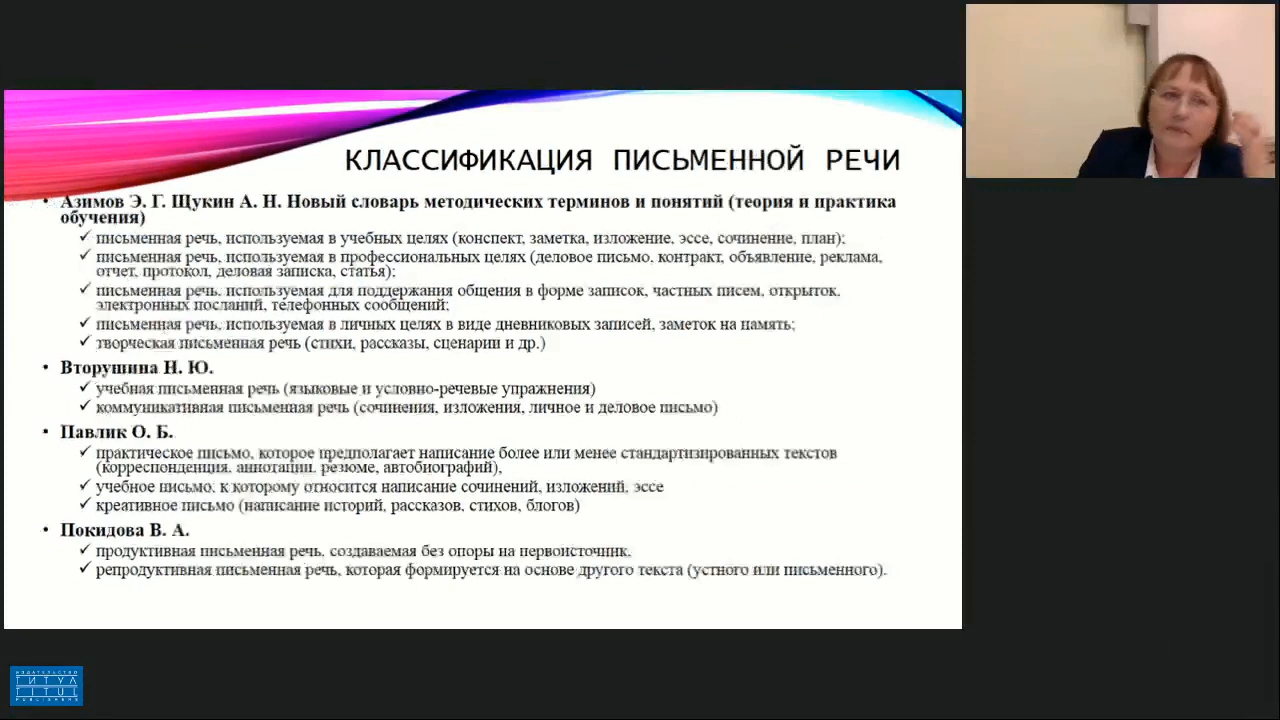 КЛАССИФИКАЦИЯ ПИСЬМЕННОЙ РЕЧИ
• Азимов Э. Г. Щукин А. Н. Новый словарь методических терминов и понятий (теория и практика
обучения)
✓ письменная речь, используемая в учебных целях (конспект, заметка, изложение, эссе, сочинение, план);
✓ письменная речь, используемая в профессиональных целях (деловое письмо, контракт, объявление, реклама,
отчет, протокол, деловая записка, статья);
✓ письменная речь, используемая для поддержания общения в форме записок, частных писем, открыток,
электронных посланий, телефонных сообщений;
✓ письменная речь, используемая в личных целях в виде дневниковых записей, заметок на память;
✓ творческая письменная речь (стихи, рассказы, сценарии и др.)
• Вторушина Н. Ю.
✓ учебная письменная речь (языковые и условно-речевые упражнения)
✓ коммуникативная письменная речь (сочинения, изложения, личное и деловое письмо)
• Павлик О. Б.
✓ практическое письмо, которое предполагает написание более или менее стандартизированных текстов
(корреспонденция, аннотации, резюме, автобиографий),
✓ учебное письмо, к которому относится написание сочинений, изложений, эссе
✓ креативное письмо (написание историй, рассказов, стихов, блогов)
• Покидова В. А.
✓ продуктивная письменная речь, создаваемая без опоры на первоисточник,
✓ репродуктивная письменная речь, которая формируется на основе другого текста (устного или письменного).
ИЗДАТЕЛЬСТВО
ТИТУЛ
TITUL
PUBLISHERS